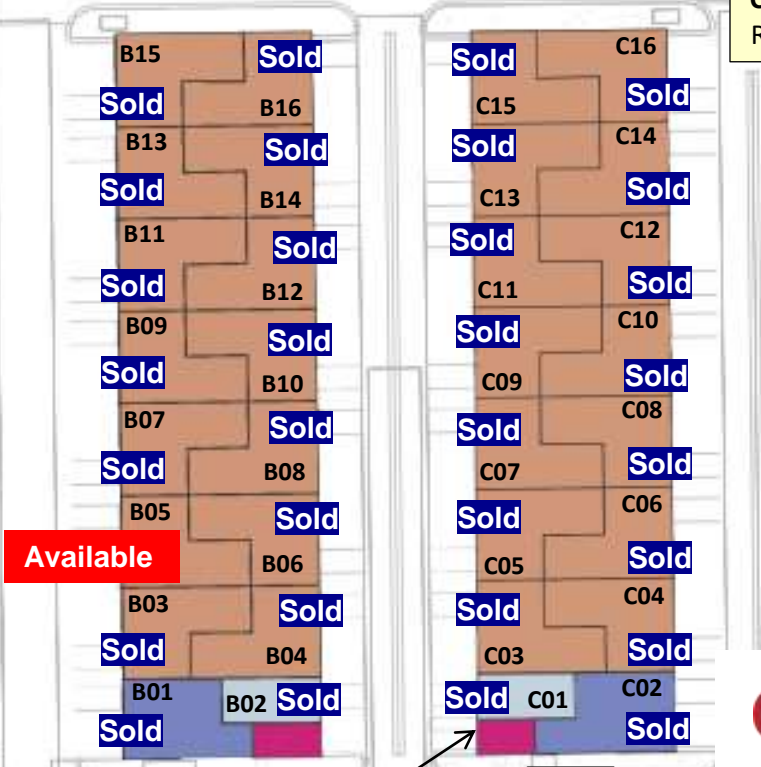 B15
Sold
Sold
B16
B13
Sold
Sold
B14
B11
Sold
Sold
B12
B09
Sold
Sold
B10
B07
Sold
Sold
B08
B05
Sold
Available
B06
B03
Sold
Sold
B04
B01
B02
Sold
Sold
C16
Sold
Sold
C15
C14
Sold
Sold
C13
C12
Sold
Sold
C11
C10
Sold
Sold
C09
C08
Sold
Sold
C07
C06
Sold
Sold
C05
C04
Sold
Sold
C03
Sold
C01
C02
Sold